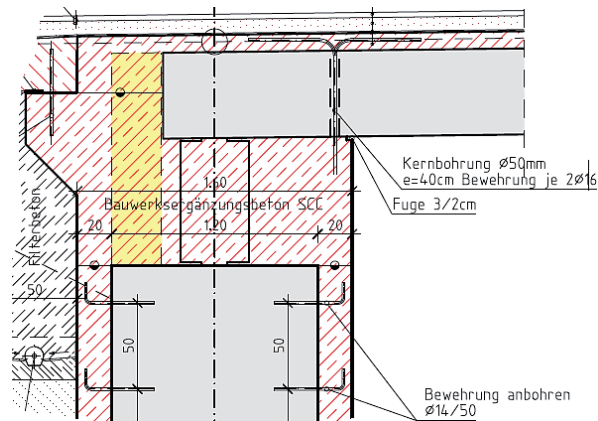 Kernbohrung Ø50mm
e=40cm Bewehrung je 2Ø16
1.60
Fuge 3/2cm
Bauwerksergänzungsbeton SCC
20
1.20
20
Filterbeton
50
50
50
Bewehrung anbohren
Ø14/50